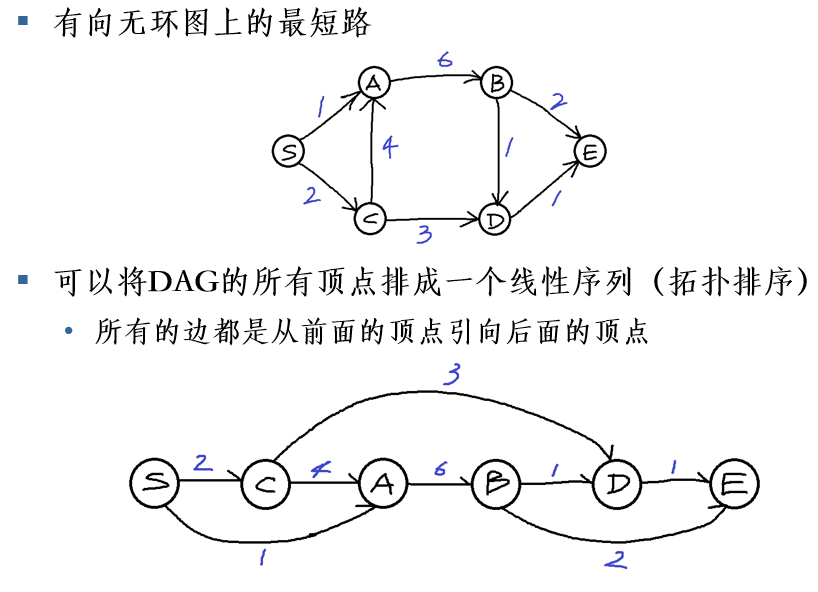 有向无环图上的最短路
6
A
B
1
2
S
4
1
E
2
C
D
1
3
可以将DAG的所有顶点排成一个线性序列（拓扑排序）
所有的边都是从前面的顶点引向后面的顶点
3
S 2 C 4 A 6 B 1 D 1 E
1
2